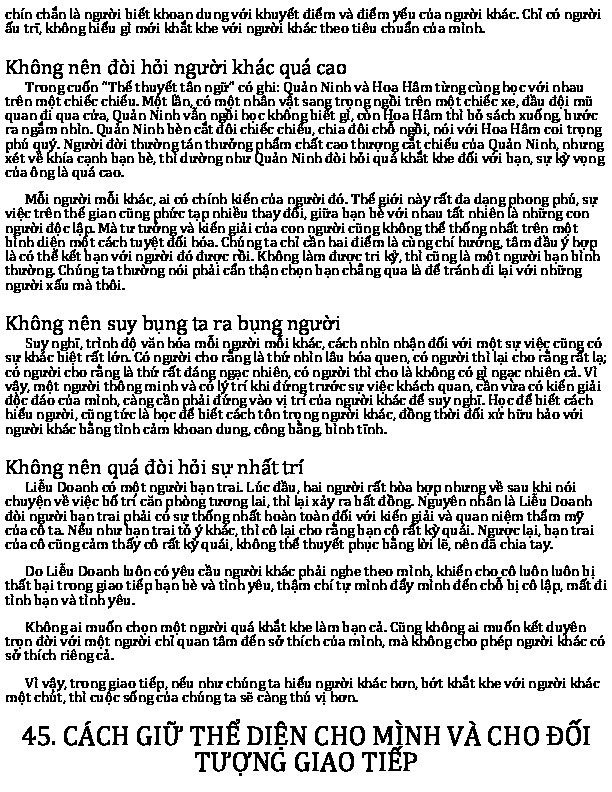 chín chắn là người biết khoan dung với khuyết điểm và điểm yếu của người khác. Chỉ có người
ấu trĩ, không hiểu gì mới khắt khe với người khác theo tiêu chuẩn của mình.
Không nên đòi hỏi người khác quá cao
Trong cuốn "Thế thuyết tân ngữ" có ghi: Quản Ninh và Hoa Hâm từng cùng học với nhau
trên một chiếc chiếu. Một lần, có một nhân vật sang trọng ngồi trên một chiếc xe, đầu đội mũ
quan đi qua cửa, Quản Ninh vẫn ngồi học không biết gì, còn Hoa Hâm thì bỏ sách xuống, bước
ra ngắm nhìn. Quản Ninh bèn cắt đôi chiếc chiếu, chia đôi chỗ ngồi, nói với Hoa Hâm coi trọng
phú quý. Người đời thường tán thưởng phẩm chất cao thượng cắt chiếu của Quản Ninh, nhưng
xét về khía cạnh bạn bè, thì dường như Quản Ninh đòi hỏi quá khắt khe đối với bạn, sự kỳ vọng
của ông là quá cao.
Mỗi người mỗi khác, ai có chính kiến của người đó. Thế giới này rất đa dạng phong phú, sự
việc trên thế gian cũng phức tạp nhiều thay đổi, giữa bạn bè với nhau tất nhiên là những con
người độc lập. Mà tư tưởng và kiến giải của con người cũng không thể thống nhất trên một
bình diện một cách tuyệt đối hóa. Chúng ta chỉ cần hai điểm là cùng chí hướng, tâm đầu ý hợp
là có thể kết bạn với người đó được rồi. Không làm được tri kỷ, thì cũng là một người bạn bình
thường. Chúng ta thường nói phải cẩn thận chọn bạn chẳng qua là để tránh đi lại với những
người xấu mà thôi.
Không nên suy bụng ta ra bụng người
Suy nghĩ, trình độ văn hóa mỗi người mỗi khác, cách nhìn nhận đối với một sự việc cũng có
sự khác biệt rất lớn. Có người cho rằng là thứ nhìn lâu hóa quen, có người thì lại cho rằng rất lạ;
có người cho rằng là thứ rất đáng ngạc nhiên, có người thì cho là không có gì ngạc nhiên cả. Vì
vậy, một người thông minh và có lý trí khi đứng trước sự việc khách quan, cần vừa có kiến giải
độc đáo của mình, càng cần phải đứng vào vị trí của người khác để suy nghĩ. Học để biết cách
hiểu người, cũng tức là học để biết cách tôn trọng người khác, đồng thời đối xử hữu hảo với
người khác bằng tình cảm khoan dung, công bằng, bình tĩnh.
Không nên quá đòi hỏi sự nhất trí
Liễu Doanh có một người bạn trai. Lúc đầu, hai người rất hòa hợp nhưng về sau khi nói
chuyện về việc bố trí căn phòng tương lai, thì lại xảy ra bất đồng. Nguyên nhân là Liễu Doanh
đòi người bạn trai phải có sự thống nhất hoàn toàn đối với kiến giải và quan niệm thẩm mỹ
của cô ta. Nếu như bạn trai tỏ ý khác, thì cô lại cho rằng bạn cô rất kỳ quái. Ngược lại, bạn trai
của cô cũng cảm thấy cô rất kỳ quái, không thể thuyết phục bằng lời lẽ, nên đã chia tay.
Do Liễu Doanh luôn có yêu cầu người khác phải nghe theo mình, khiến cho cô luôn luôn bị
thất bại trong giao tiếp bạn bè và tình yêu, thậm chí tự mình đẩy mình đến chỗ bị cô lập, mất đi
tình bạn và tình yêu.
Không ai muốn chọn một người quá khắt khe làm bạn cả. Cũng không ai muốn kết duyên
trọn đời với một người chỉ quan tâm đến sở thích của mình, mà không cho phép người khác có
sở thích riêng cả.
Vì vậy, trong giao tiếp, nếu như chúng ta hiểu người khác hơn, bớt khắt khe với người khác
một chút, thì cuộc sống của chúng ta sẽ càng thú vị hơn.
45. CÁCH GIỮ THỂ DIỆN CHO MÌNH VÀ CHO ĐỐI
TƯỢNG GIAO TIẾP